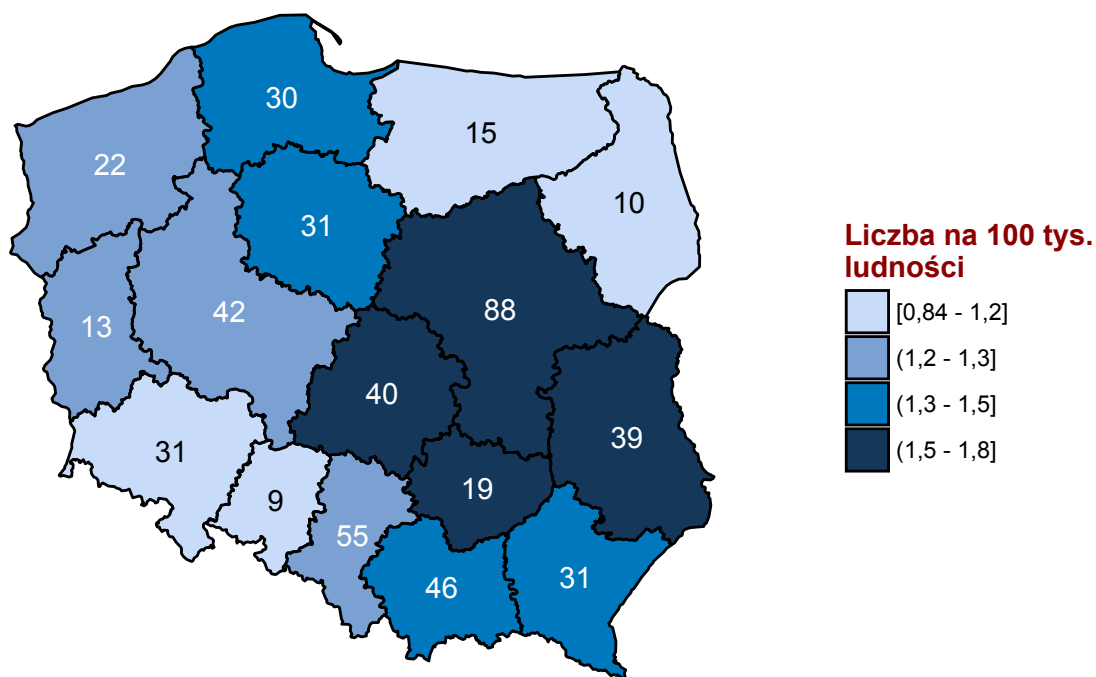 30
15
22
10
31
88
42
13
40
39
31
19
9
55
31
46
Liczba na 100 tys.
ludności
[0,84 - 1,2]
(1,2 - 1,3]
(1,3 - 1,5]
(1,5 - 1,8]